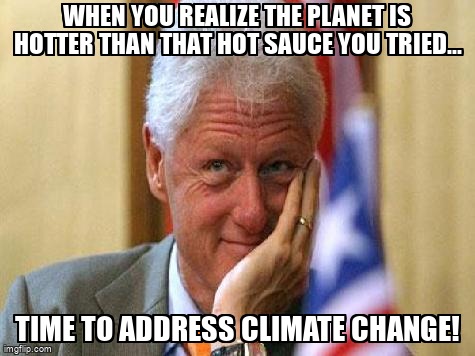 WHEN YOU REALIZE THE PLANET IS
HOTTER THAN THAT HOT SAUCE YOU TRIED...
TIME TO ADDRESS CLIMATE CHANGE!
imgflip.com